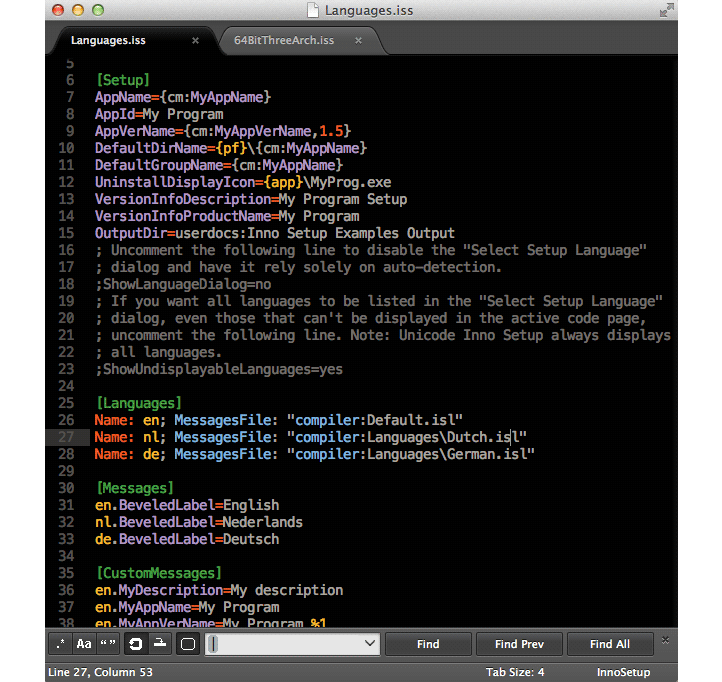 Languages.iss
Languages.iss × 64BitThreeArch.iss ×
5
6 [Setup]
7 AppName={cm:MyAppName}
8 AppId=My Program
9 AppVerName={cm:MyAppVerName,1.5}
10 DefaultDirName={pf}\{cm:MyAppName}
11 DefaultGroupName={cm:MyAppName}
12 UninstallDisplayIcon={app}\MyProg.exe
13 VersionInfoDescription=My Program Setup
14 VersionInfoProductName=My Program
15 OutputDir=userdocs:Inno Setup Examples Output
16 ; Uncomment the following line to disable the "Select Setup Language"
17 ; dialog and have it rely solely on auto-detection.
18 ;ShowLanguageDialog=no
19 ; If you want all languages to be listed in the "Select Setup Language"
20 ; dialog, even those that can't be displayed in the active code page,
21 ; uncomment the following line. Note: Unicode Inno Setup always displays
22 ; all languages.
23 ;ShowUndisplayableLanguages=yes
24
25 [Languages]
26 Name: en; MessagesFile: "compiler:Default.isl"
27 Name: nl; MessagesFile: "compiler:Languages\Dutch.isl"
28 Name: de; MessagesFile: "compiler:Languages\German.isl"
29
30 [Messages]
31 en.BeveledLabel=English
32 nl.BeveledLabel=Nederlands
33 de.BeveledLabel=Deutsch
34
35 [CustomMessages]
36 en.MyDescription=My description
37 en.MyAppName=My Program
38 en.MyAppVerName=My Program %1
.* Aa “ ” Find Find Prev Find All ×
Line 27, Column 53 Tab Size: 4 InnoSetup